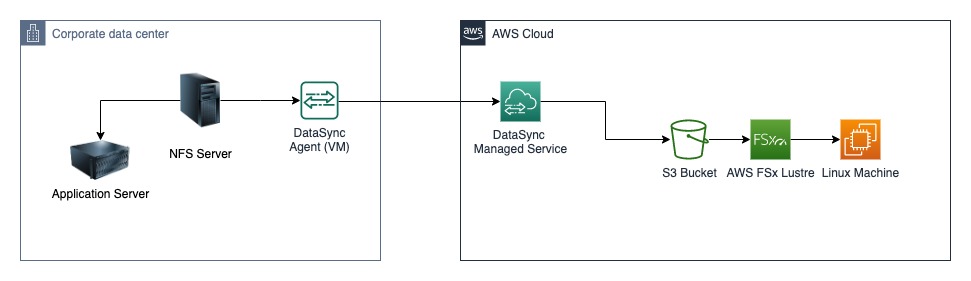 Corporate data center
aws
AWS Cloud
NFS Server
Application Server
DataSync
Agent (VM)
DataSync
Managed Service
S3 Bucket
FSx
AWS FSx Lustre
Linux Machine